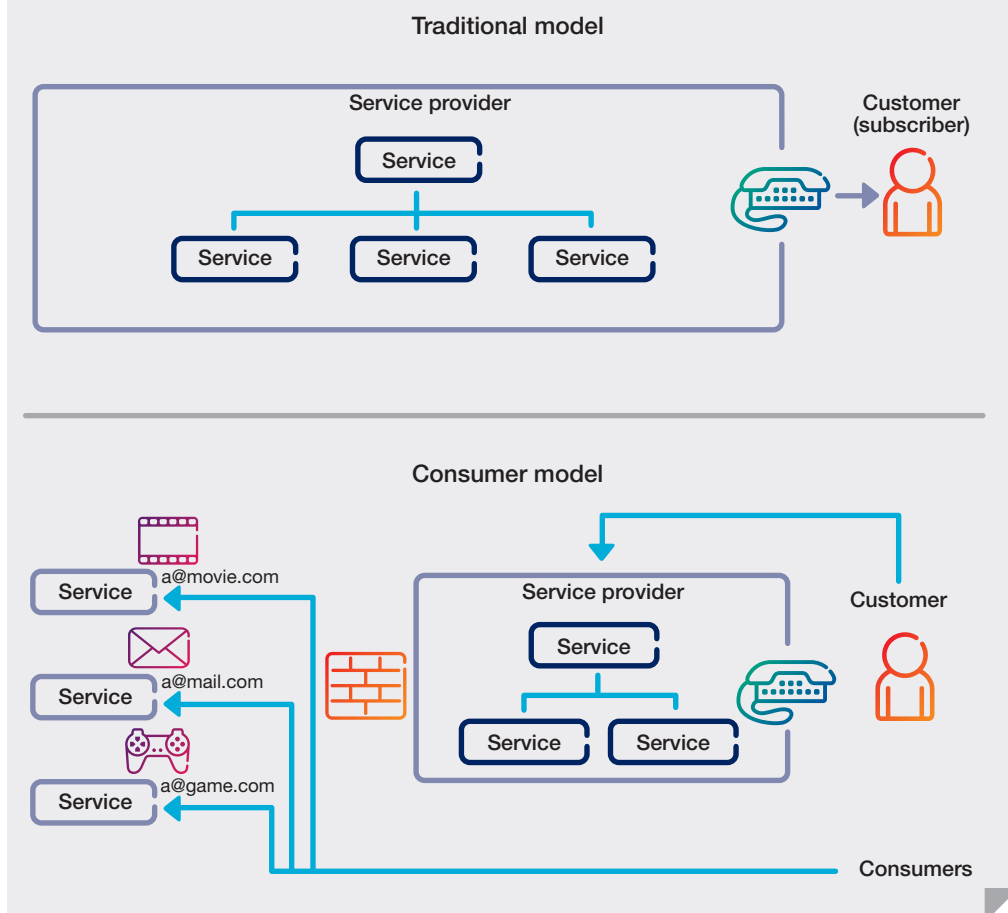 Traditional model
Service provider
Customer
(subscriber)
Service
Service
Service
Service
Consumer model
a@movie.com
Service
Service provider
Customer
Service
a@mail.com
Service
Service
Service
a@game.com
Service
Consumers